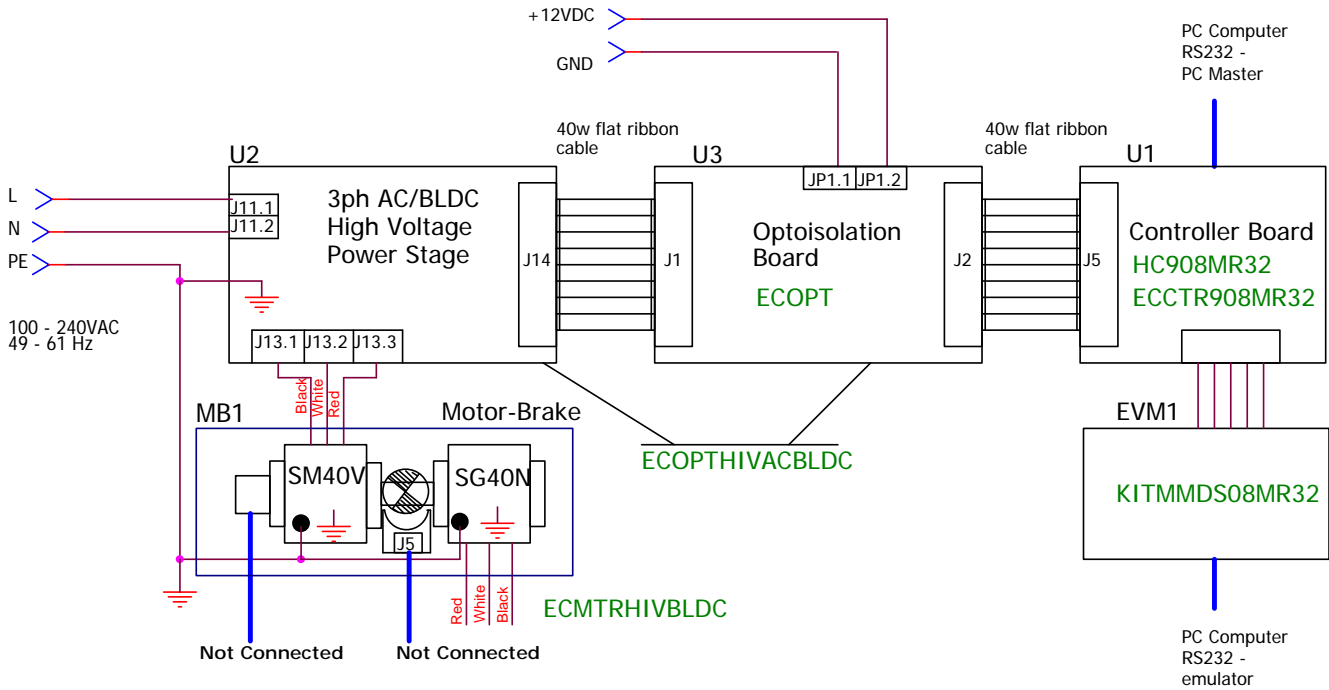 +12VDC
GND
PC Computer
RS232 -
PC Master
40w flat ribbon
cable
40w flat ribbon
cable
U2
U3
U1
L
N
PE
J11.1
J11.2
3ph AC/BLDC
High Voltage
Power Stage
J14
J1
JP1.1
JP1.2
Optoisolation
Board
ECOPT
J2
J5
Controller Board
HC908MR32
ECCTR908MR32
100 - 240VAC
49 - 61 Hz
J13.1
J13.2
J13.3
Black
White
Red
MB1
Motor-Brake
EVM1
ECOPTHIVACBLDC
SM40V
SG40N
KITMMDS08MR32
J5
Red
White
Black
ECMTRHIVBLDC
Not Connected
Not Connected
PC Computer
RS232 -
emulator